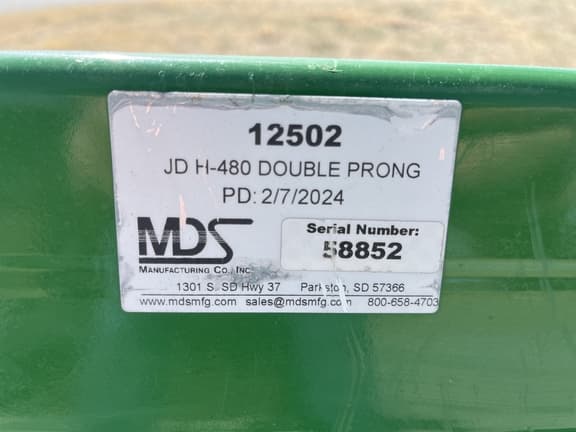 12502
JD H-480 DOUBLE PRONG
PD: 2/7/2024
MDS
MANUFACTURING CO. INC.
Serial Number:
58852
1301 S. SD Hwy 37 Parkston, SD 57366
www.mdsmfg.com sales@mdsmfg.com 800-658-4703